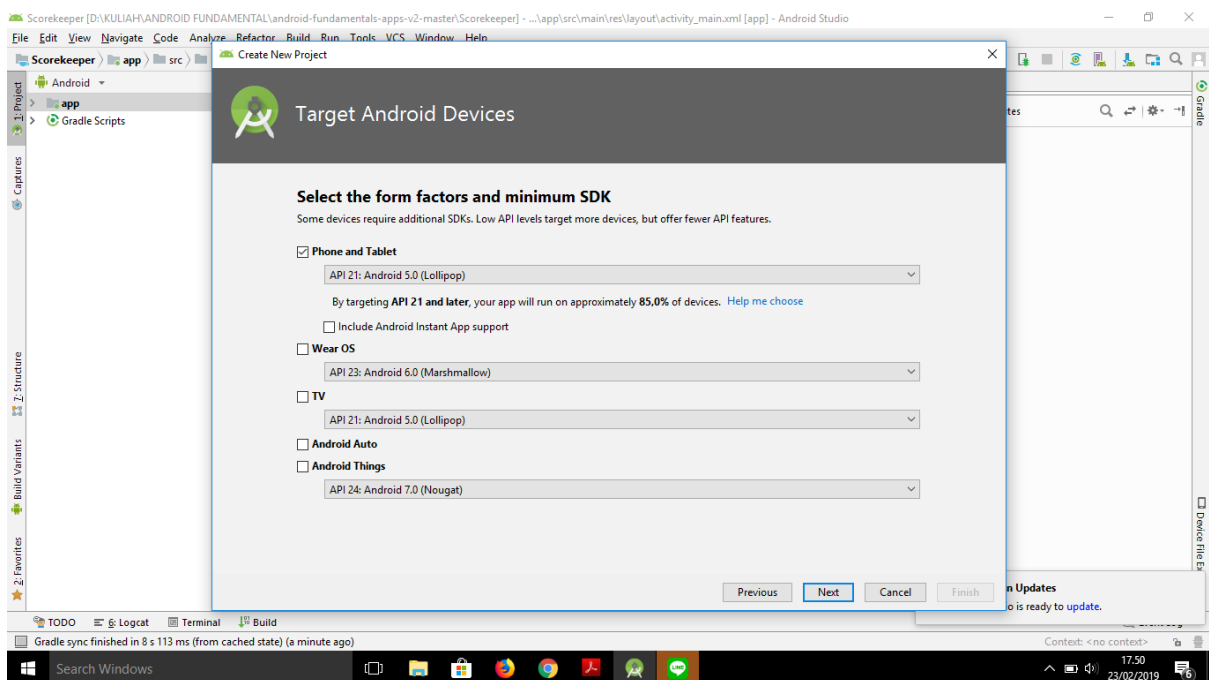 Scorekeeper [D:\KULIAH\ANDROID FUNDAMENTAL\android-fundamentals-apps-v2-master\Scorekeeper] - ...\app\src\main\res\layout\activity_main.xml [app] - Android Studio
File Edit View Navigate Code Analyze Refactor Build Run Tools VCS Window Help
Scorekeeper app src
Create New Project
Android
app
Gradle Scripts
1: Project
Captures
7: Structure
Build Variants
2: Favorites
Target Android Devices
Select the form factors and minimum SDK
Some devices require additional SDKs. Low API levels target more devices, but offer fewer API features.
Phone and Tablet
API 21: Android 5.0 (Lollipop)
By targeting API 21 and later, your app will run on approximately 85,0% of devices. Help me choose
Include Android Instant App support
Wear OS
API 23: Android 6.0 (Marshmallow)
TV
API 21: Android 5.0 (Lollipop)
Android Auto
Android Things
API 24: Android 7.0 (Nougat)
Previous Next Cancel Finish
tes
Gradle
Device File Ex
n Updates
o is ready to update.
TODO 6: Logcat Terminal Build
Gradle sync finished in 8 s 113 ms (from cached state) (a minute ago)
Context: <no context>
Search Windows
LINE
17.50
23/02/2019
6